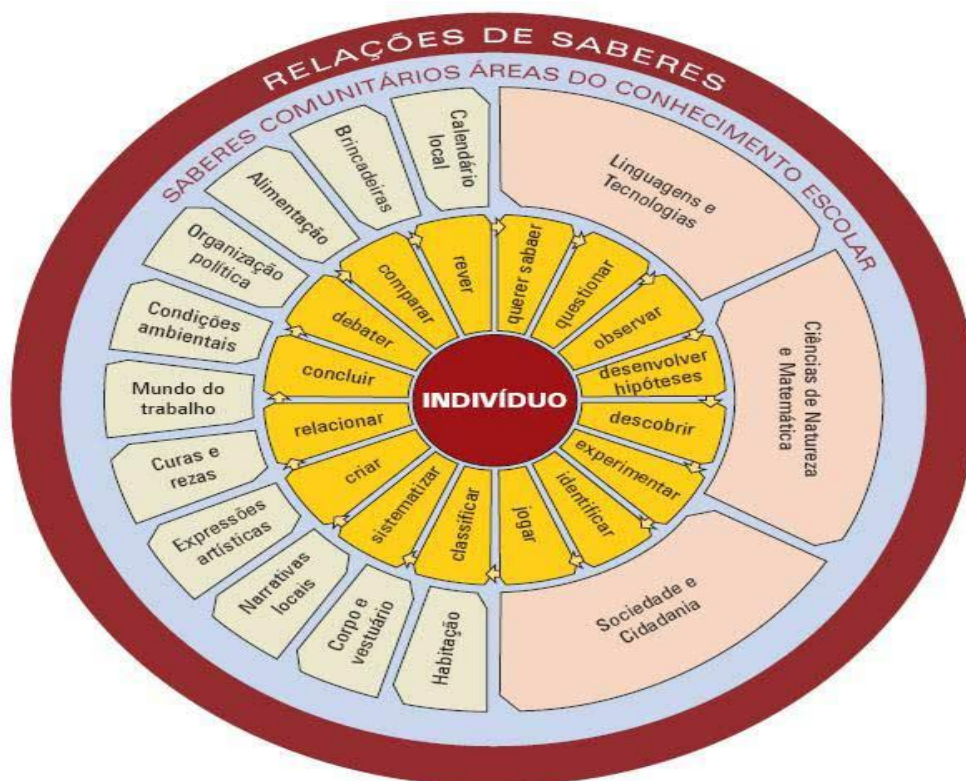 RELAÇÕES DE SABERES
SABERES COMUNITÁRIOS ÁREAS DO CONHECIMENTO ESCOLAR
Calendário
local
Brincadeiras
Alimentação
Organização
política
Condições
ambientais
Mundo do
trabalho
Curas e
rezas
Expressões
artísticas
Narrativas
locais
Corpo e
vestuário
Habitação
Linguagens e
Tecnologias
Ciências de Natureza
e Matemática
Sociedade e
Cidadania
querer sabaer
questionar
observar
desenvolver
hipóteses
descobrir
experimentar
identificar
jogar
classificar
sistematizar
criar
relacionar
concluir
debater
comparar
rever
INDIVÍDUO